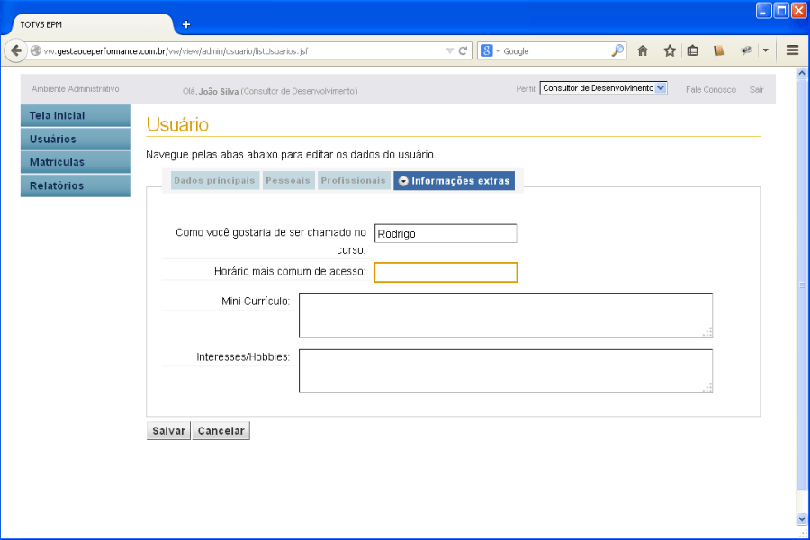 TOTVS EPM
vw.gestaoceperformance.com.br/vw/view/admin/usuario/listUsuarios.jsf
Google
Ambiente Administrativo
Olá, João Silva (Consultor de Desenvolvimento)
Perfil: Consultor de Desenvolvimento
Fale Conosco
Sair
Tela Inicial
Usuários
Matrículas
Relatórios
Usuário
Navegue pelas abas abaixo para editar os dados do usuário.
Dados principais Pessoais Profissionais Informações extras
Como você gostaria de ser chamado no
curso:
Rodrigo
Horário mais comum de acesso:
Mini Currículo:
Interesses/Hobbies:
Salvar Cancelar